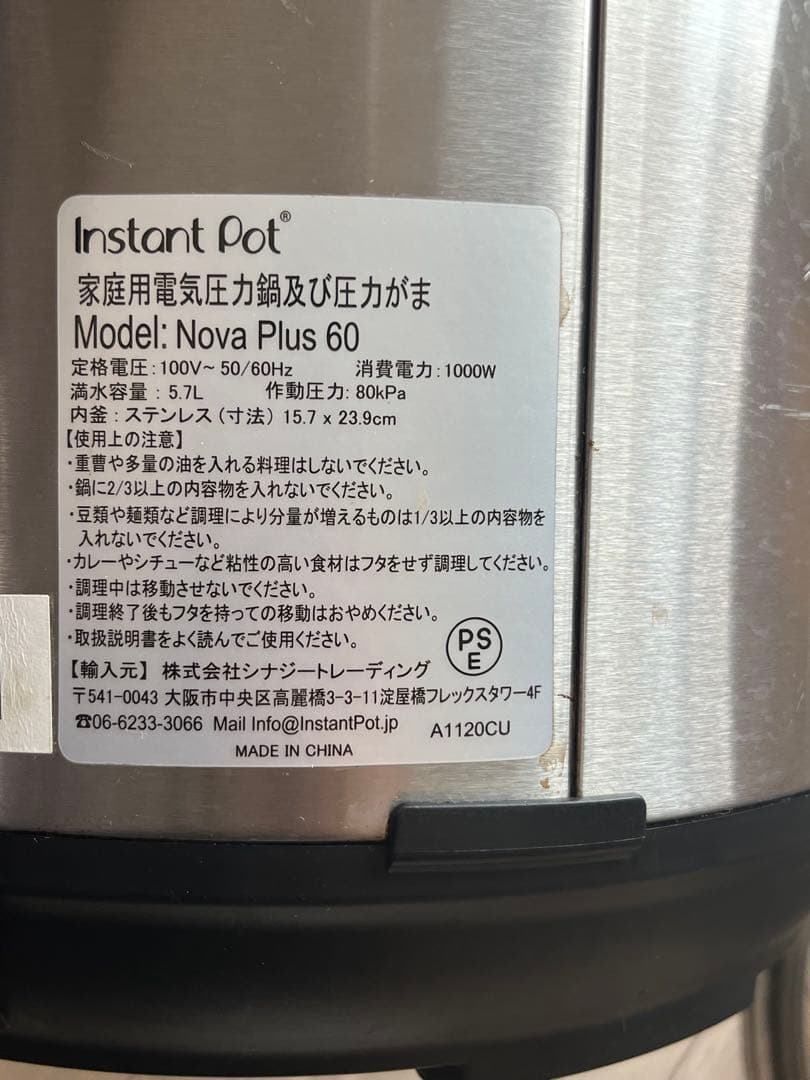 Instant Pot®
家庭用電気圧力鍋及び圧力がま
Model: Nova Plus 60
定格電圧:100V~ 50/60Hz 消費電力:1000W
満水容量 : 5.7L 作動圧力: 80kPa
内釜 : ステンレス (寸法) 15.7 x 23.9cm
【使用上の注意】
・重曹や多量の油を入れる料理はしないでください。
・鍋に2/3以上の内容物を入れないでください。
・豆類や麺類など調理により分量が増えるものは1/3以上の内容物を
入れないでください。
・カレーやシチューなど粘性の高い食材はフタをせず調理してください。
・調理中は移動させないでください。
・調理終了後もフタを持っての移動はおやめください。
・取扱説明書をよく読んでご使用ください。
PS
E
【輸入元】 株式会社シナジートレーディング
〒541-0043 大阪市中央区高麗橋3-3-11淀屋橋フレックスタワー4F
☎06-6233-3066 Mail Info@InstantPot.jp A1120CU
MADE IN CHINA